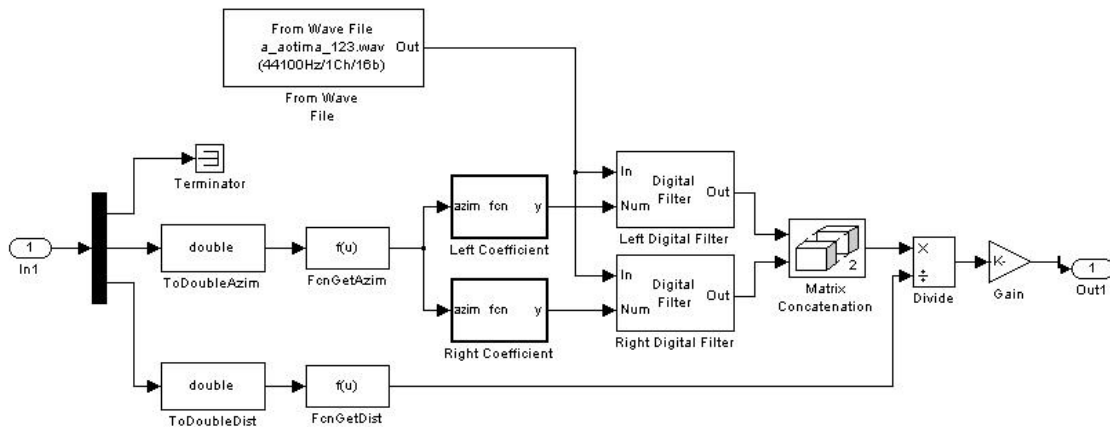 From Wave File
a_aotima_123.wav
(44100Hz/1Ch/16b)
Out
From Wave
File
Terminator
1
In1
double
ToDoubleAzim
f(u)
FcnGetAzim
azim fcn y
Left Coefficient
azim fcn y
Right Coefficient
In
Num
Digital
Filter
Out
Left Digital Filter
In
Num
Digital
Filter
Out
Right Digital Filter
2
Matrix
Concatenation
×
÷
Divide
K-
Gain
1
Out1
double
ToDoubleDist
f(u)
FcnGetDist